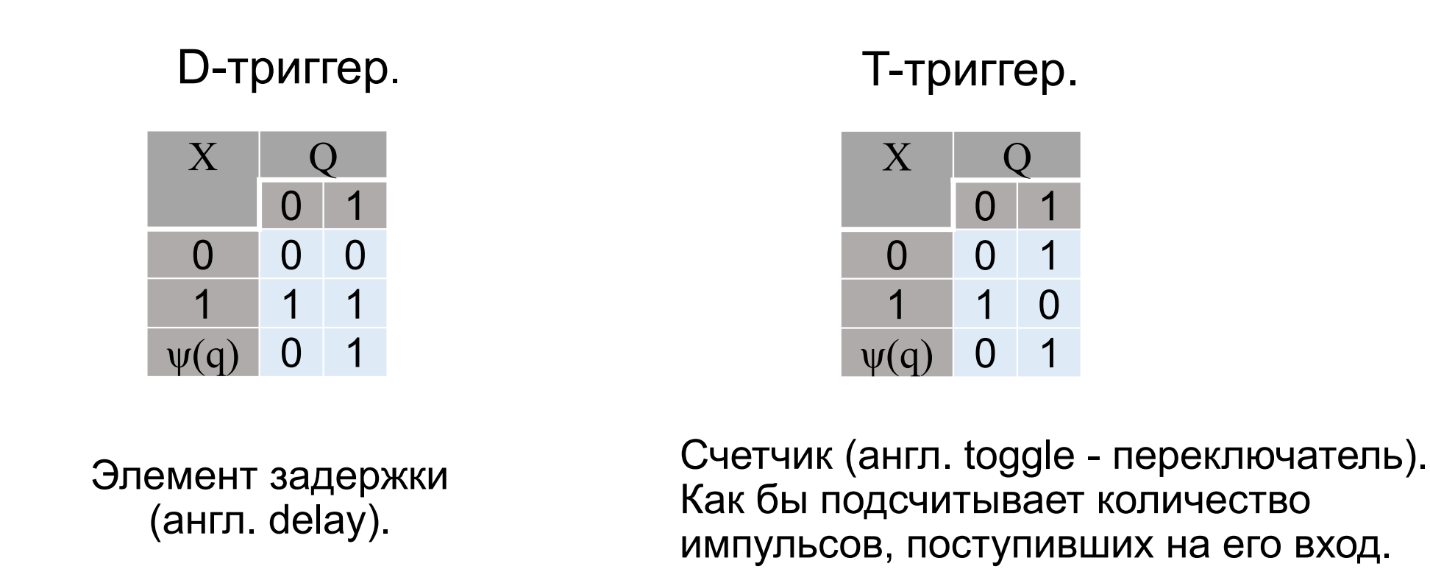 D-триггер.
X Q
0 1
0 0 0
1 1 1
ψ(q) 0 1
Элемент задержки
(англ. delay).
Т-триггер.
X Q
0 1
0 0 1
1 1 0
ψ(q) 0 1
Счетчик (англ. toggle - переключатель).
Как бы подсчитывает количество
импульсов, поступивших на его вход.